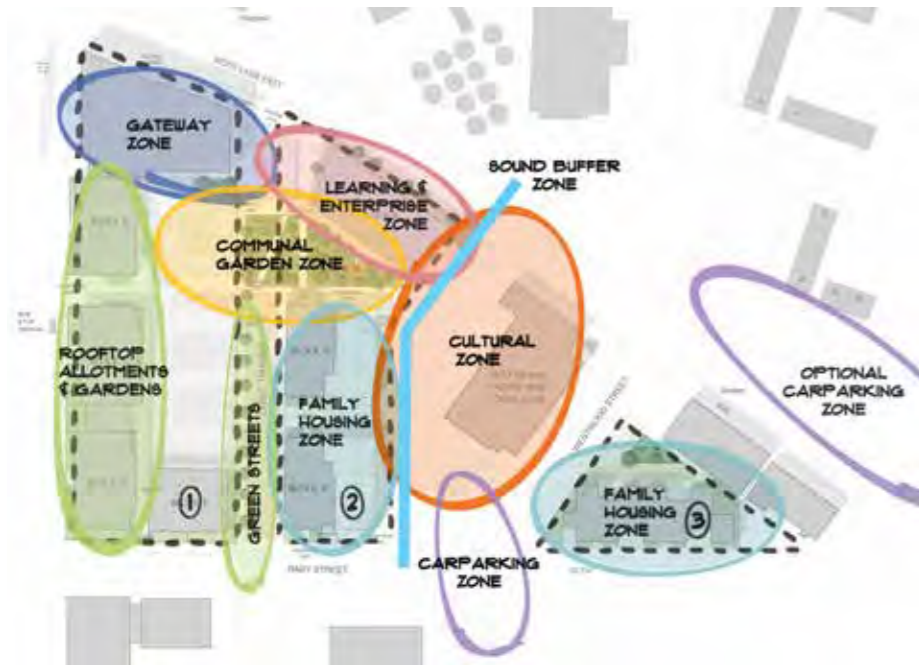 GATEWAY
ZONE
LEARNING &
ENTERPRISE
ZONE
SOUND BUFFER
ZONE
COMMUNAL
GARDEN ZONE
ROOFTOP
ALLOTMENTS
& GARDENS
GREEN STREETS
FAMILY
HOUSING
ZONE
CULTURAL
ZONE
OPTIONAL
CARPARKING
ZONE
FAMILY
HOUSING
ZONE
1
2
3
CARPARKING
ZONE